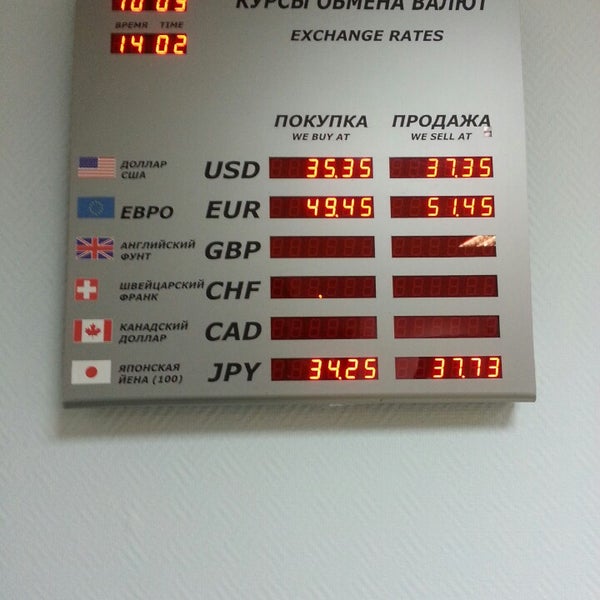 10 09
КУРСЫ ОБМЕНА ВАЛЮТ
ВРЕМЯ TIME
14 02
EXCHANGE RATES
ПОКУПКА ПРОДАЖА
WE BUY AT WE SELL AT
ДОЛЛАР
США
USD 35.35 37.35
ЕВРО EUR 49.45 51.45
АНГЛИЙСКИЙ
ФУНТ
GBP
ШВЕЙЦАРСКИЙ
ФРАНК
CHF
КАНАДСКИЙ
ДОЛЛАР
CAD
ЯПОНСКАЯ
ЙЕНА (100)
JPY 34.25 37.73